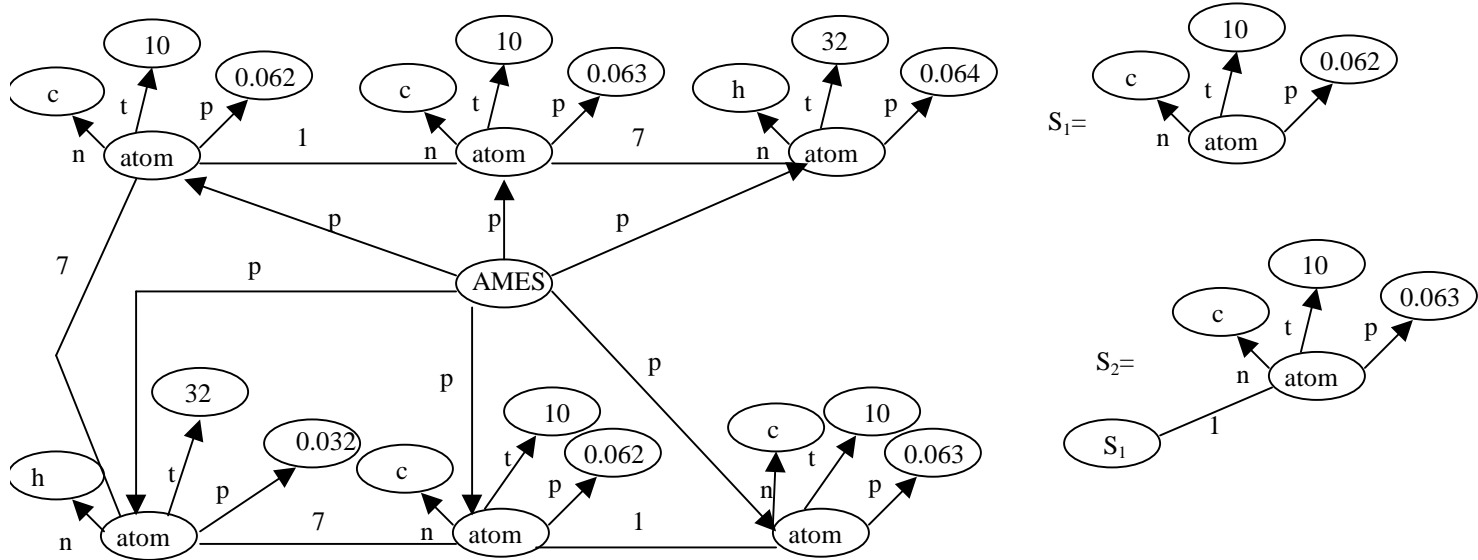 10 10 32 10
c 0.062 c 0.063 h 0.064 c 0.062
t p t p t p t p
S1=
n atom 1 n atom 7 n atom n atom
p p p
7 p AMES
10
c 0.063
t p
S2=
n atom
1
S1
p p
32 10 c 10
h 0.032 c 0.062 0.063
t p t p t p
n atom 7 n atom 1 n atom